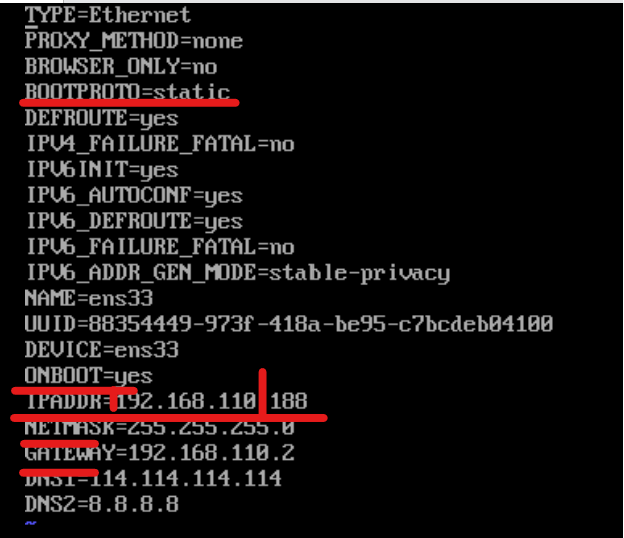 TYPE=Ethernet
PROXY_METHOD=none
BROWSER_ONLY=no
BOOTPROTO=static
DEFROUTE=yes
IPV4_FAILURE_FATAL=no
IPV6INIT=yes
IPV6_AUTOCONF=yes
IPV6_DEFROUTE=yes
IPV6_FAILURE_FATAL=no
IPV6_ADDR_GEN_MODE=stable-privacy
NAME=ens33
UUID=88354449-973f-418a-be95-c7bcdeb04100
DEVICE=ens33
ONBOOT=yes
IPADDR=192.168.110.188
NETMASK=255.255.255.0
GATEWAY=192.168.110.2
DNS1=114.114.114.114
DNS2=8.8.8.8
~